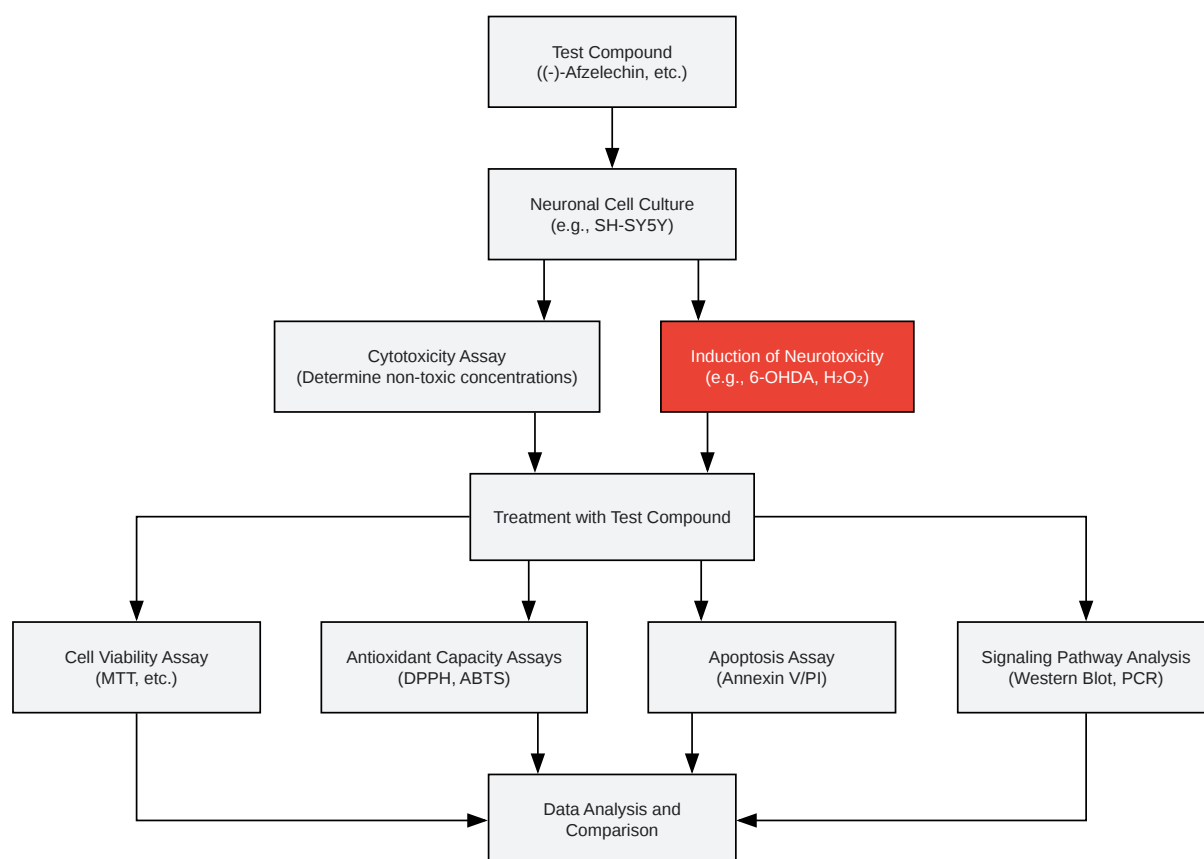 Test Compound
((-)-Afzelechin, etc.)
Neuronal Cell Culture
(e.g., SH-SY5Y)
Cytotoxicity Assay
(Determine non-toxic concentrations)
Induction of Neurotoxicity
(e.g., 6-OHDA, H₂O₂)
Treatment with Test Compound
Cell Viability Assay
(MTT, etc.)
Antioxidant Capacity Assays
(DPPH, ABTS)
Apoptosis Assay
(Annexin V/PI)
Signaling Pathway Analysis
(Western Blot, PCR)
Data Analysis and
Comparison